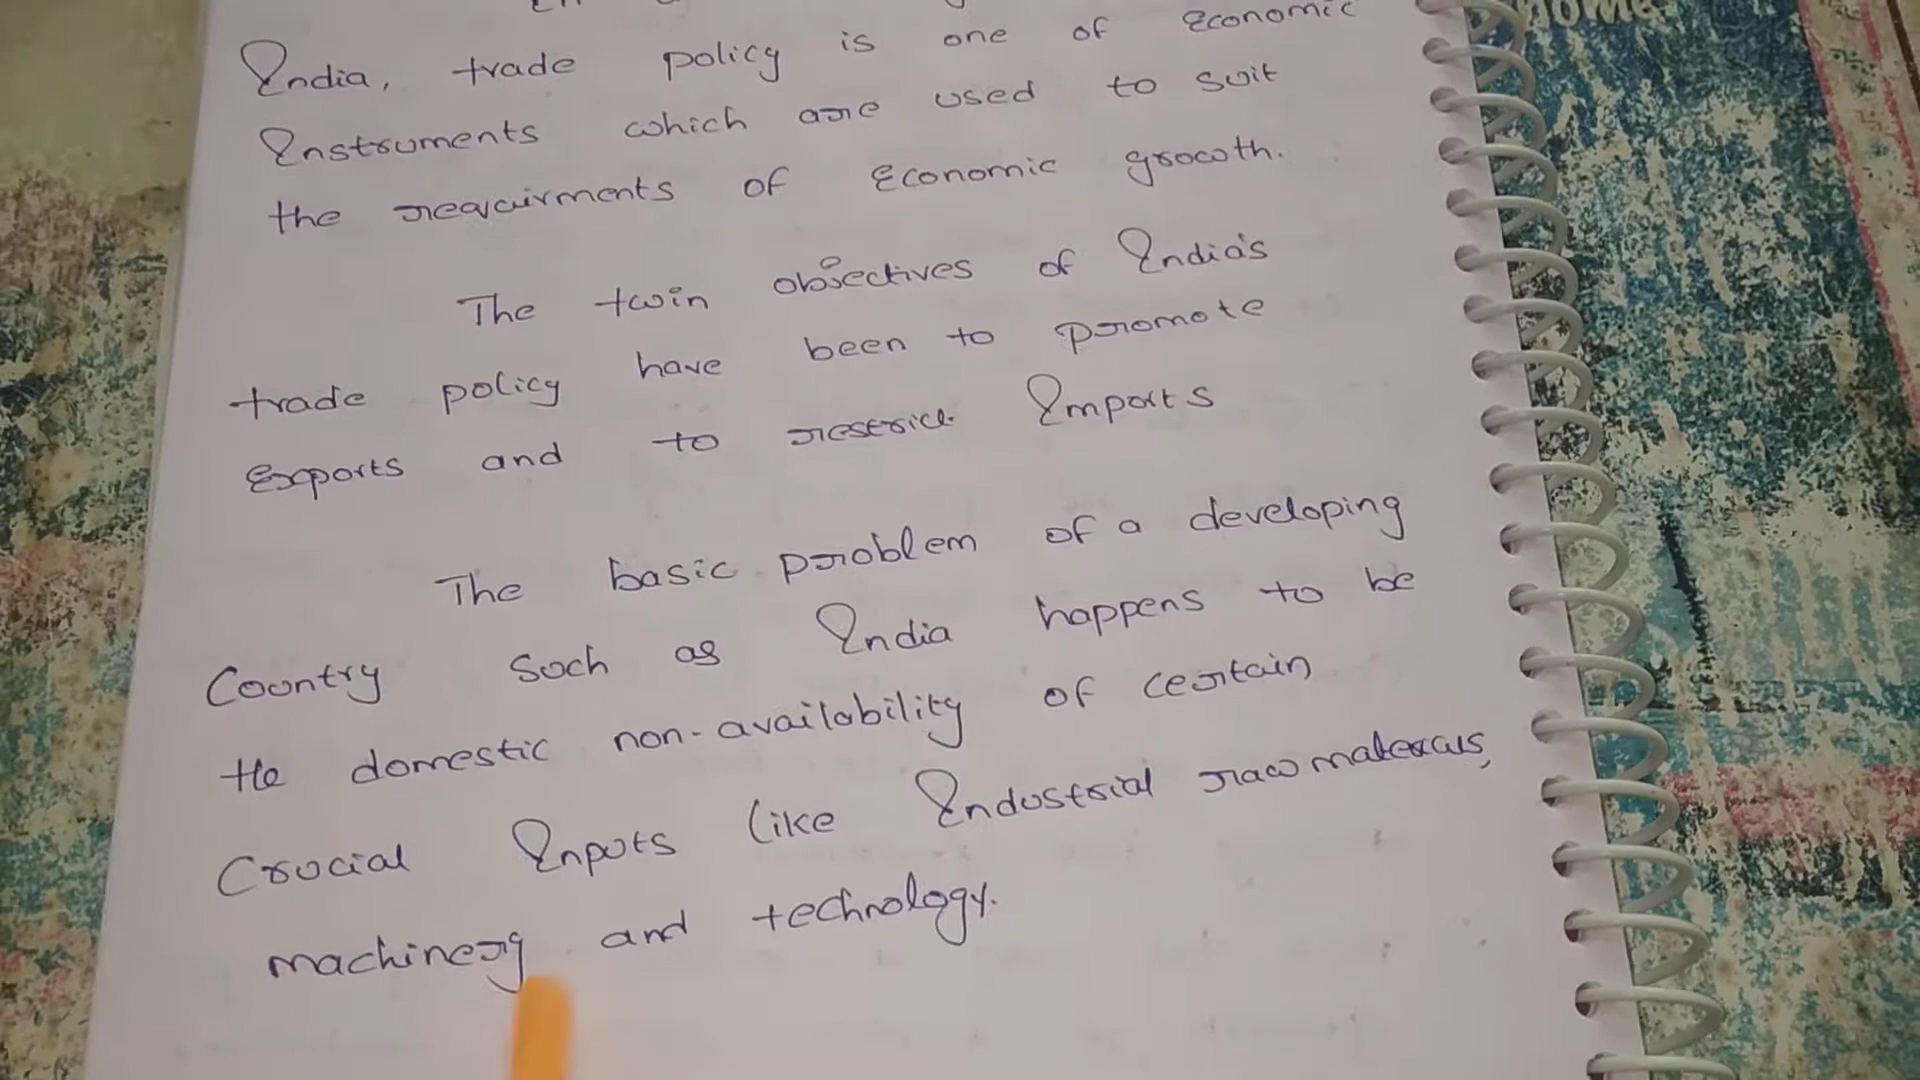 India, trade policy is one of Economic
Instruments which are used to suit
the requirments of Economic growth.
The twin objectives of India's
trade policy have been to promote
Exports and to restrict Imports
The basic problem of a developing
Country Such as India happens to be
the domestic non-availability of certain
Crucial Inputs like Industrial raw materials,
machinery and technology.